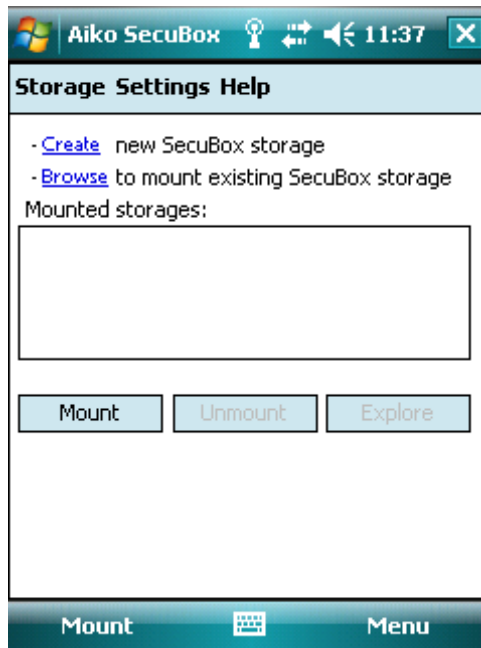 Aiko SecuBox 11:37
Storage Settings Help
- Create new SecuBox storage
- Browse to mount existing SecuBox storage
Mounted storages:
Mount Unmount Explore
Mount Menu